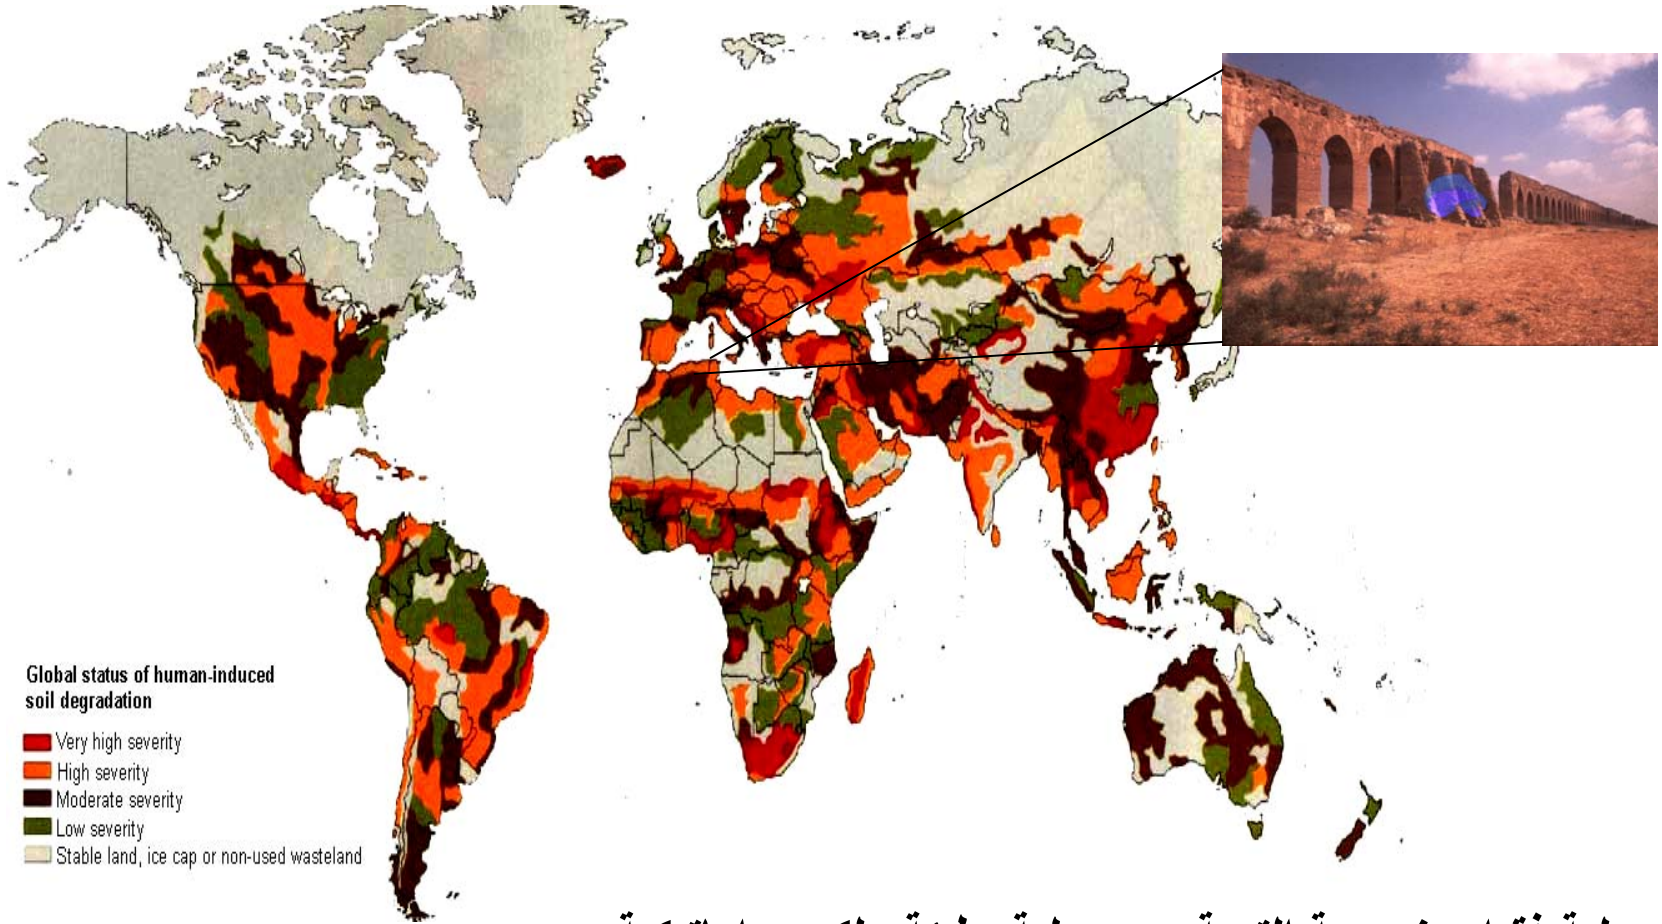 Global status of human-induced
soil degradation
Very high severity
High severity
Moderate severity
Low severity
Stable land, ice cap or non-used wasteland